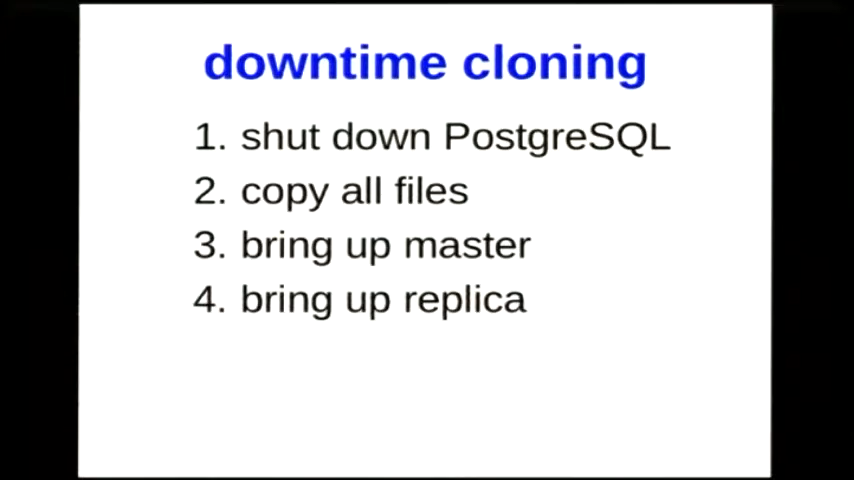 downtime cloning
1. shut down PostgreSQL
2. copy all files
3. bring up master
4. bring up replica